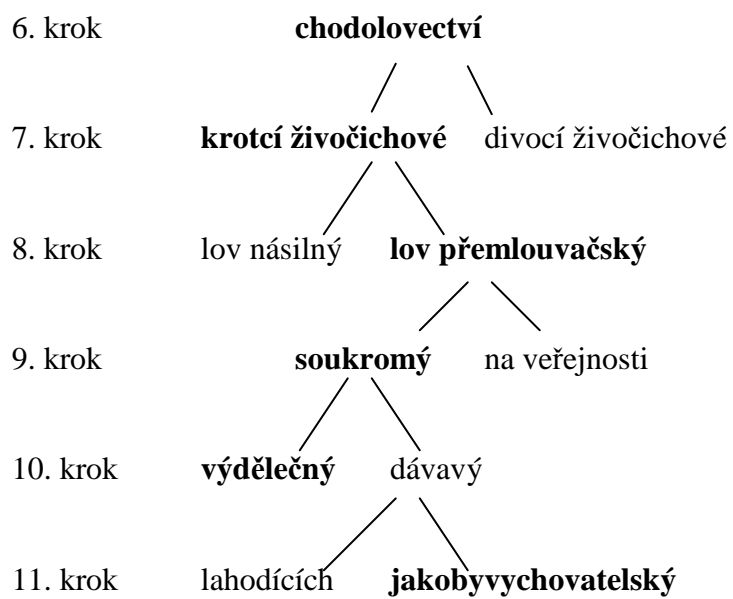 6. krok chodolovectví
7. krok krotcí živočichové divocí živočichové
8. krok lov násilný lov přemlouvačský
9. krok soukromý na veřejnosti
10. krok výdělečný dávavý
11. krok lahodících jakobyvychovatelský